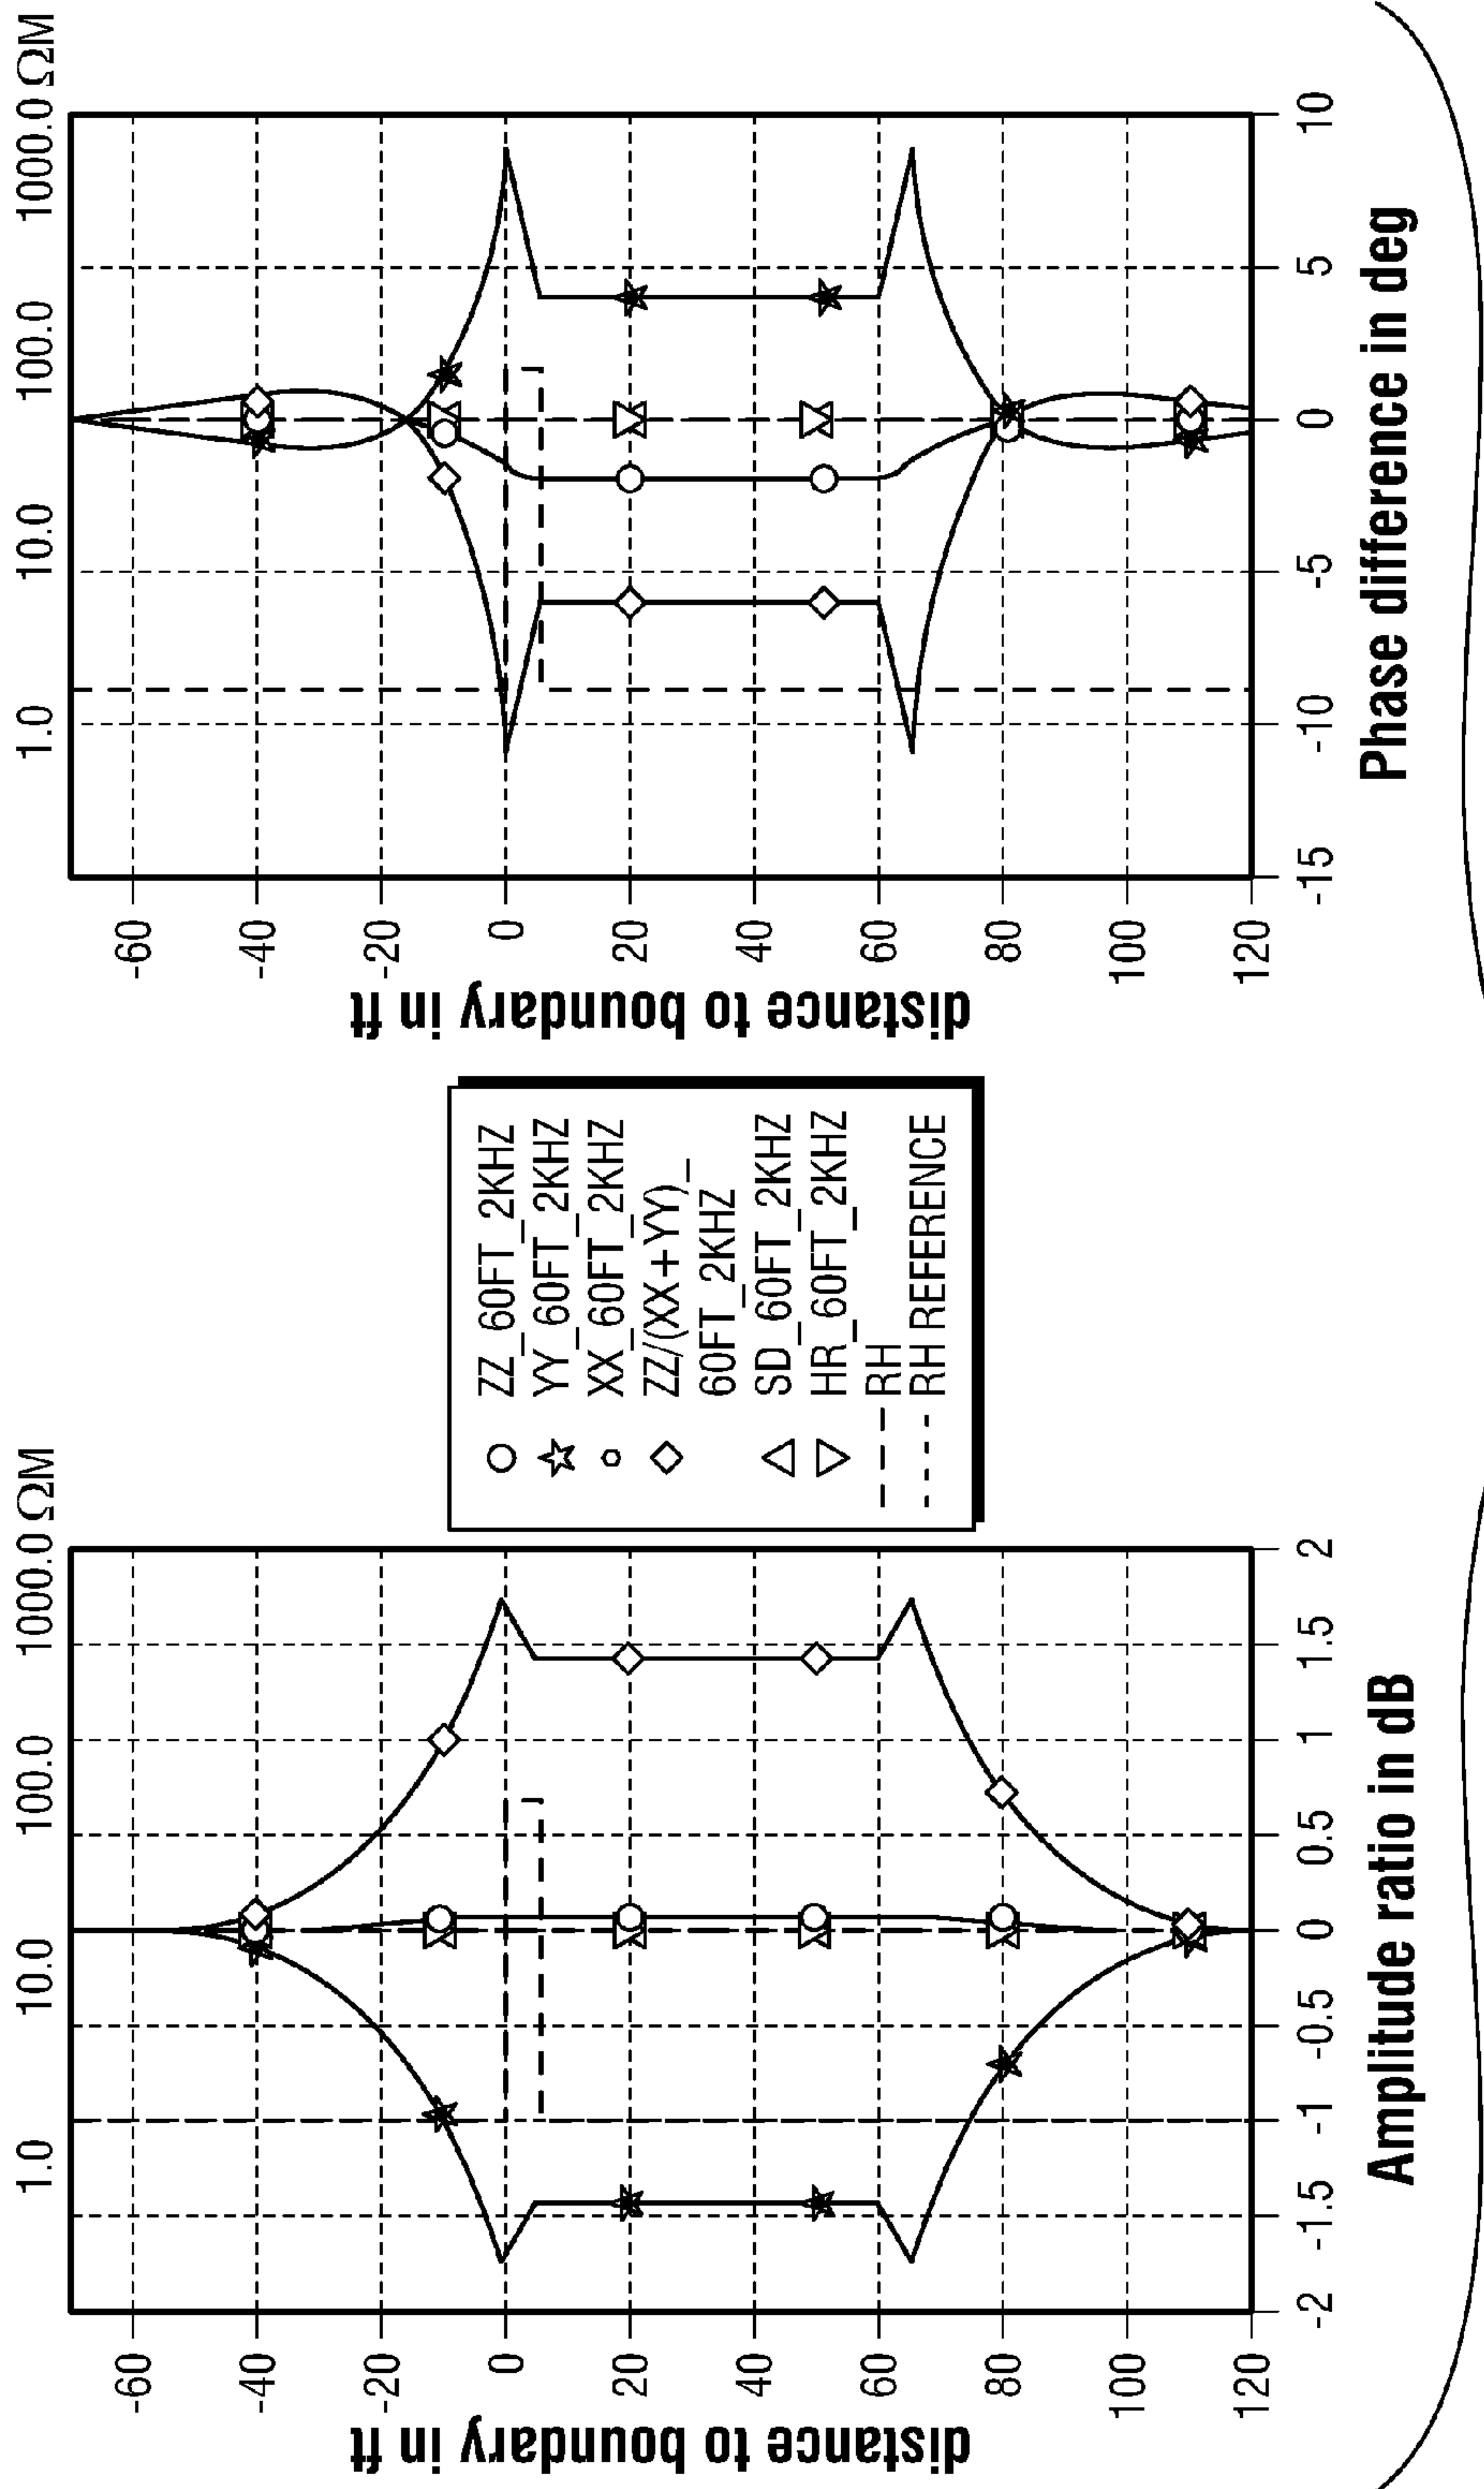 1.0 10.0 100.0 1000.0 ΩM
distance to boundary in ft
-60
-40
-20
0
20
40
60
80
100
120
-2 -1.5 -1 -0.5 0 0.5 1 1.5 2
Amplitude ratio in dB
ZZ_60FT_2KHZ
YY_60FT_2KHZ
XX_60FT_2KHZ
ZZ/(XX+YY)_
60FT_2KHZ
SD_60FT_2KHZ
HR_60FT_2KHZ
RH
RH REFERENCE
1.0 10.0 100.0 1000.0 ΩM
distance to boundary in ft
-60
-40
-20
0
20
40
60
80
100
120
-15 -10 -5 0 5 10
Phase difference in deg